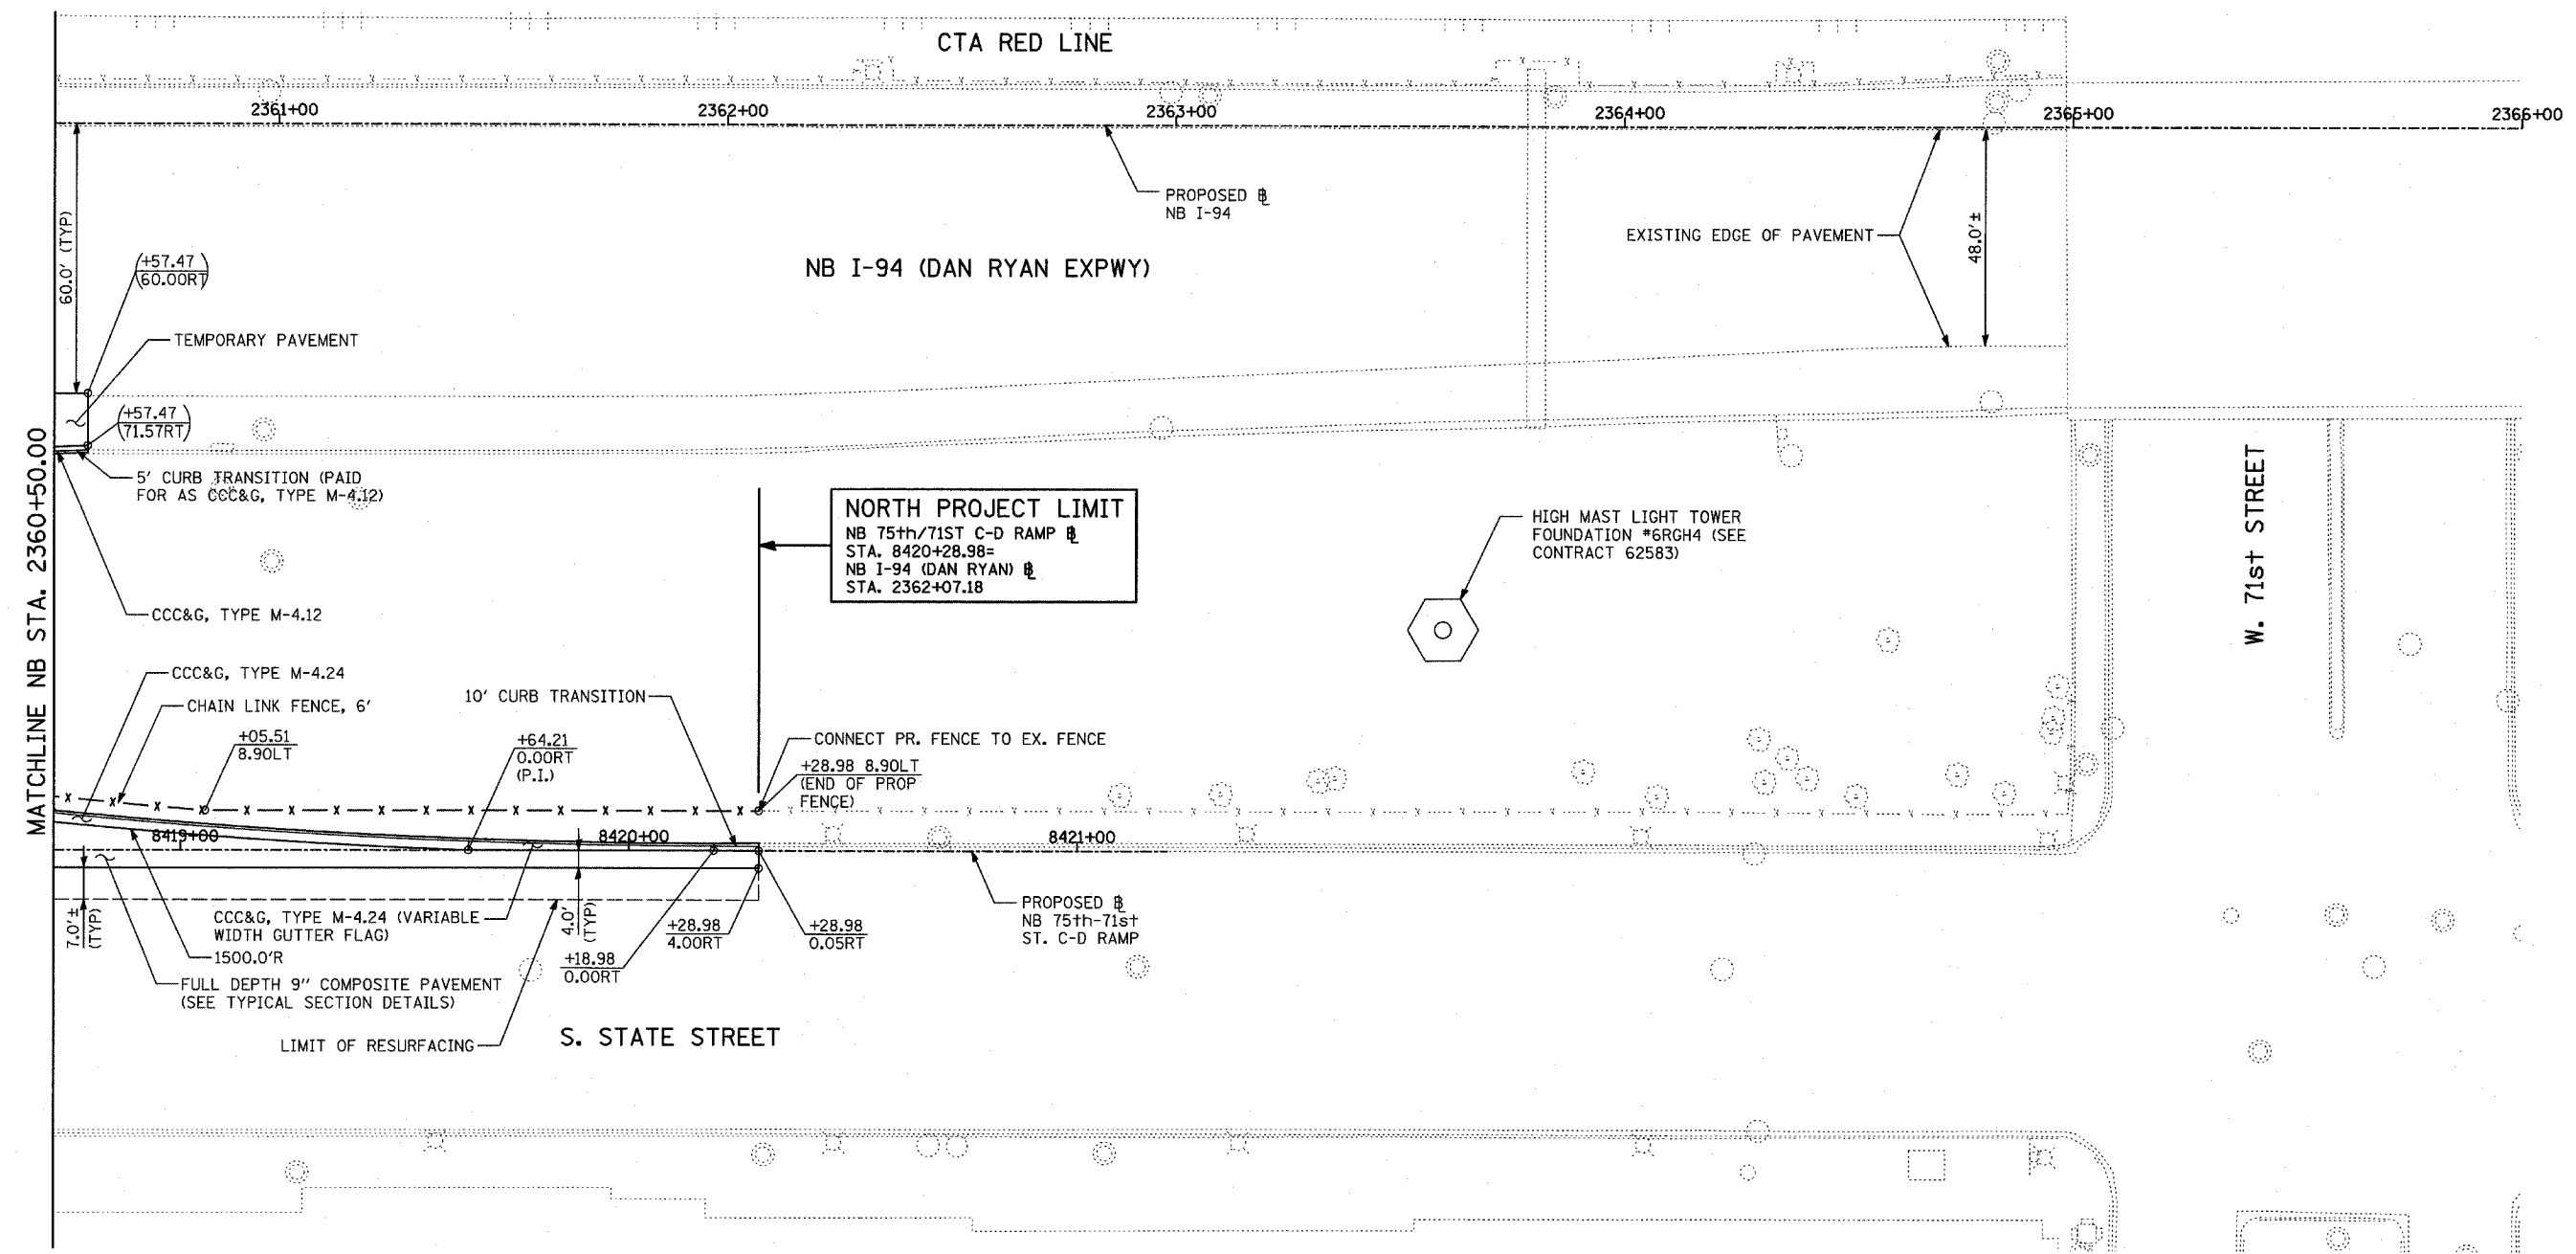 CTA RED LINE
2361+00
2362+00
2363+00
2364+00
2365+00
2366+00
PROPOSED ℄
NB I-94
60.0' (TYP)
EXISTING EDGE OF PAVEMENT
48.0'±
NB I-94 (DAN RYAN EXPWY)
(+57.47)
(60.00RT)
TEMPORARY PAVEMENT
(+57.47)
(71.57RT)
5' CURB TRANSITION (PAID
FOR AS CCC&G, TYPE M-4.12)
CCC&G, TYPE M-4.12
MATCHLINE NB STA. 2360+50.00
NORTH PROJECT LIMIT
NB 75th/71ST C-D RAMP ℄
STA. 8420+28.98=
NB I-94 (DAN RYAN) ℄
STA. 2362+07.18
HIGH MAST LIGHT TOWER
FOUNDATION #6RGH4 (SEE
CONTRACT 62583)
W. 71st STREET
CCC&G, TYPE M-4.24
CHAIN LINK FENCE, 6'
10' CURB TRANSITION
+05.51
8.90LT
+64.21
0.00RT
(P.I.)
CONNECT PR. FENCE TO EX. FENCE
+28.98 8.90LT
(END OF PROP
FENCE)
8419+00
8420+00
8421+00
7.0'±
(TYP)
CCC&G, TYPE M-4.24 (VARIABLE
WIDTH GUTTER FLAG)
1500.0'R
4.0'
(TYP)
+28.98
4.00RT
+28.98
0.05RT
+18.98
0.00RT
PROPOSED ℄
NB 75th-71st
ST. C-D RAMP
FULL DEPTH 9" COMPOSITE PAVEMENT
(SEE TYPICAL SECTION DETAILS)
LIMIT OF RESURFACING
S. STATE STREET